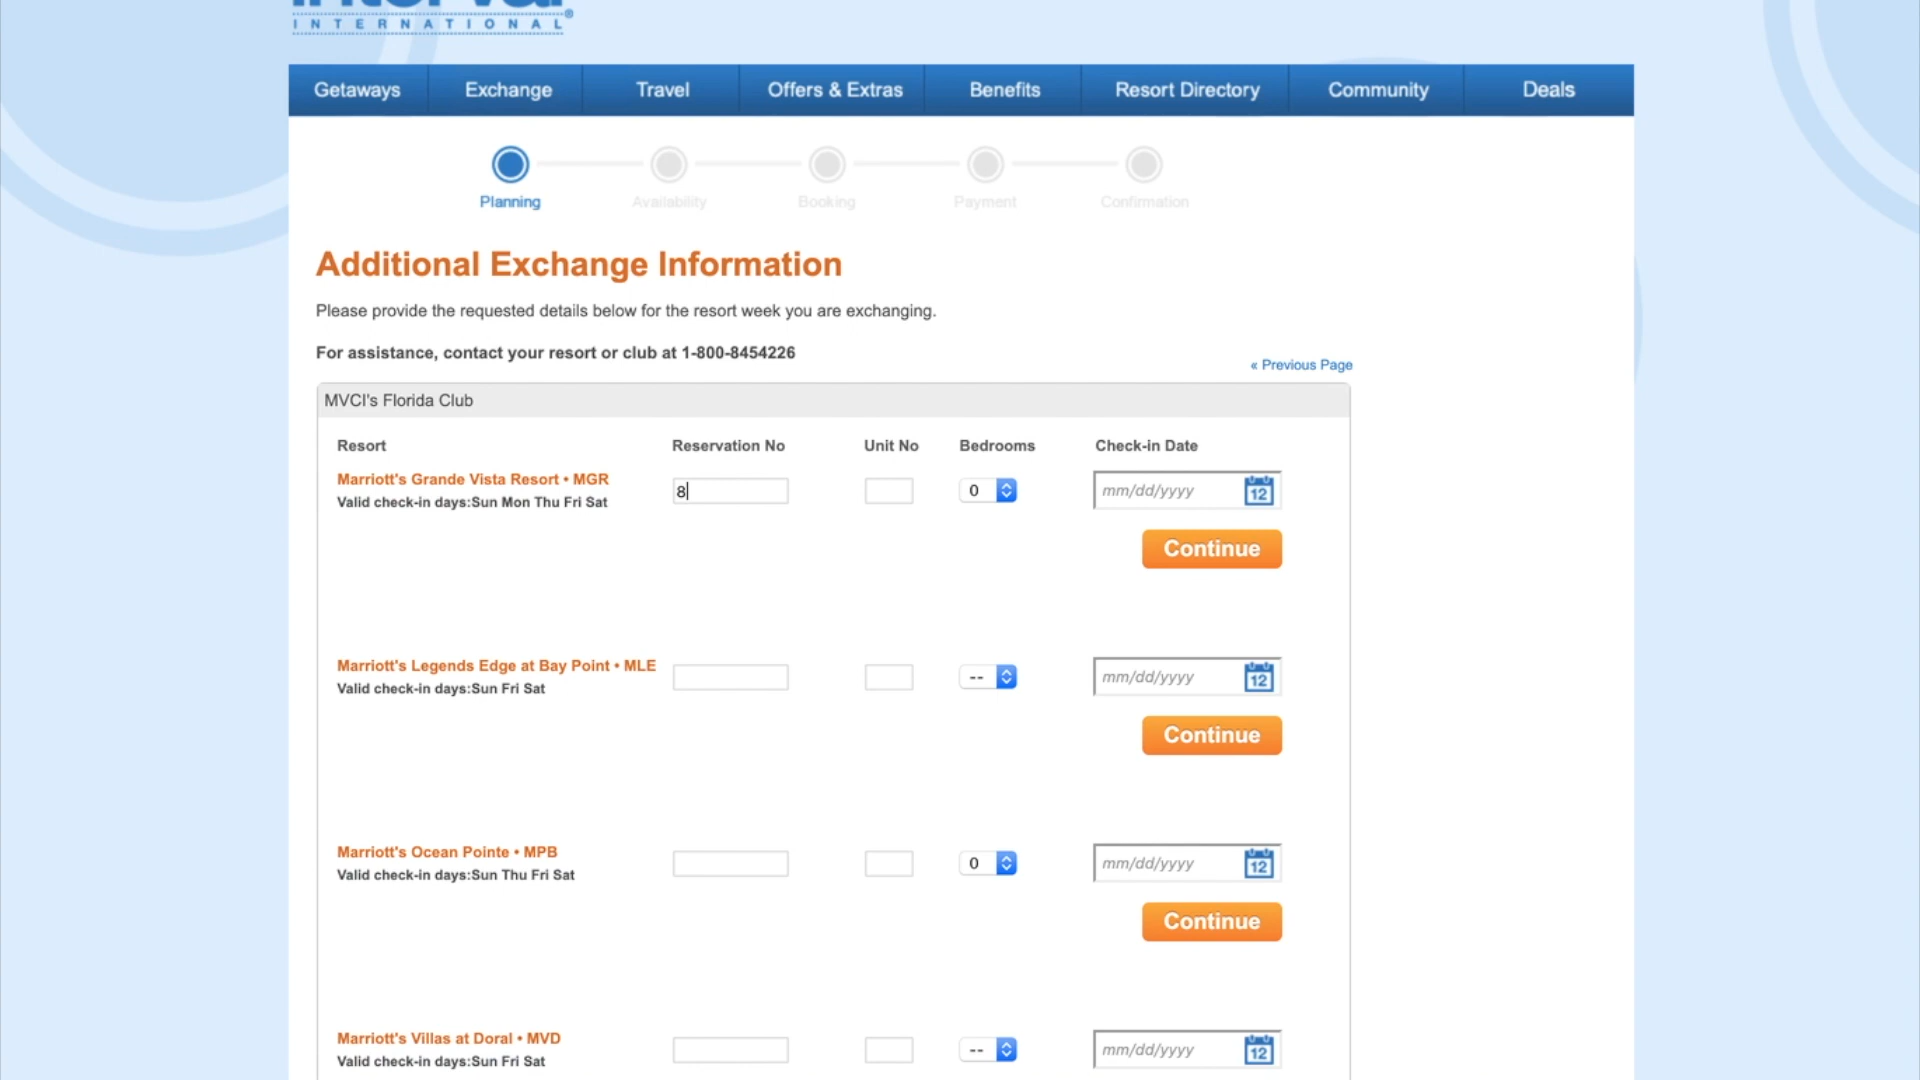 INTERNATIONAL®
Getaways Exchange Travel Offers & Extras Benefits Resort Directory Community Deals
Planning Availability Booking Payment Confirmation
Additional Exchange Information
Please provide the requested details below for the resort week you are exchanging.
For assistance, contact your resort or club at 1-800-8454226
« Previous Page
MVCI's Florida Club
Resort Reservation No Unit No Bedrooms Check-in Date
Marriott's Grande Vista Resort • MGR
Valid check-in days:Sun Mon Thu Fri Sat
8 0 mm/dd/yyyy 12
Continue
Marriott's Legends Edge at Bay Point • MLE
Valid check-in days:Sun Fri Sat
-- mm/dd/yyyy 12
Continue
Marriott's Ocean Pointe • MPB
Valid check-in days:Sun Thu Fri Sat
0 mm/dd/yyyy 12
Continue
Marriott's Villas at Doral • MVD
Valid check-in days:Sun Fri Sat
-- mm/dd/yyyy 12